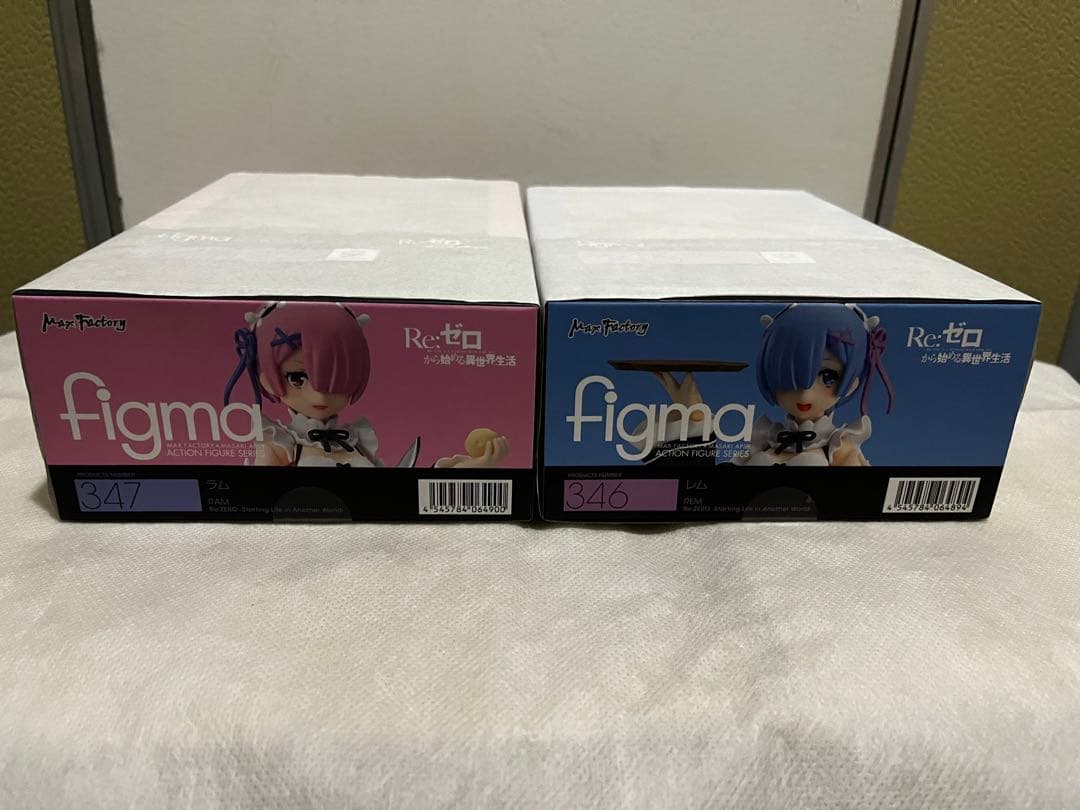 figma
Re:ゼロ
Max Factory
Re:ゼロ
から始める異世界生活
figma
MAX FACTORY × MASAKI APSY
ACTION FIGURE SERIES
PRODUCTS NUMBER
347
ラム
RAM
Re:ZERO -Starting Life in Another World-
4 545784 064900
Max Factory
Re:ゼロ
から始める異世界生活
figma
MAX FACTORY × MASAKI APSY
ACTION FIGURE SERIES
PRODUCTS NUMBER
346
レム
REM
Re:ZERO -Starting Life in Another World-
4 545784 064894